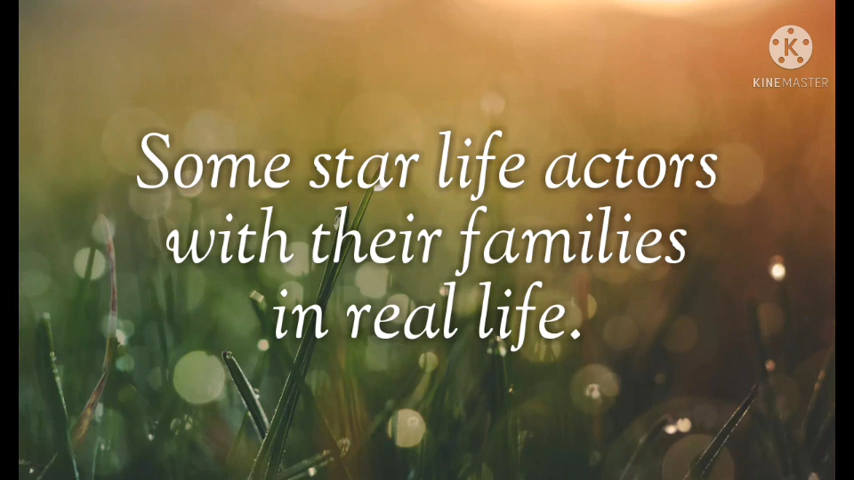 K
KINEMASTER
Some star life actors
with their families
in real life.